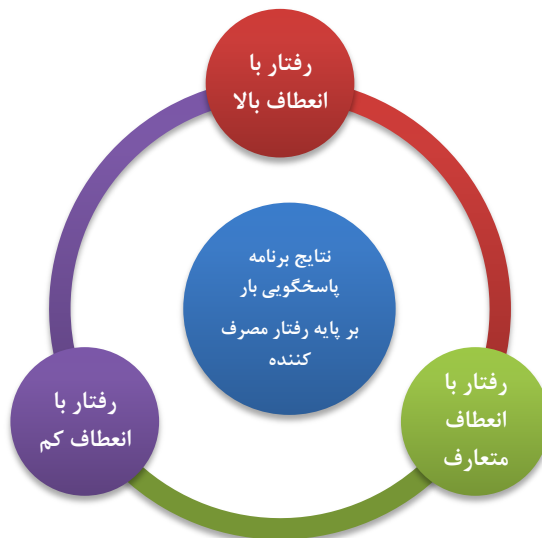 رفتار با
انعطاف بالا
نتایج برنامه
پاسخگویی بار
بر پایه رفتار مصرف
کننده
رفتار با
انعطاف
متعارف
رفتار با
انعطاف کم